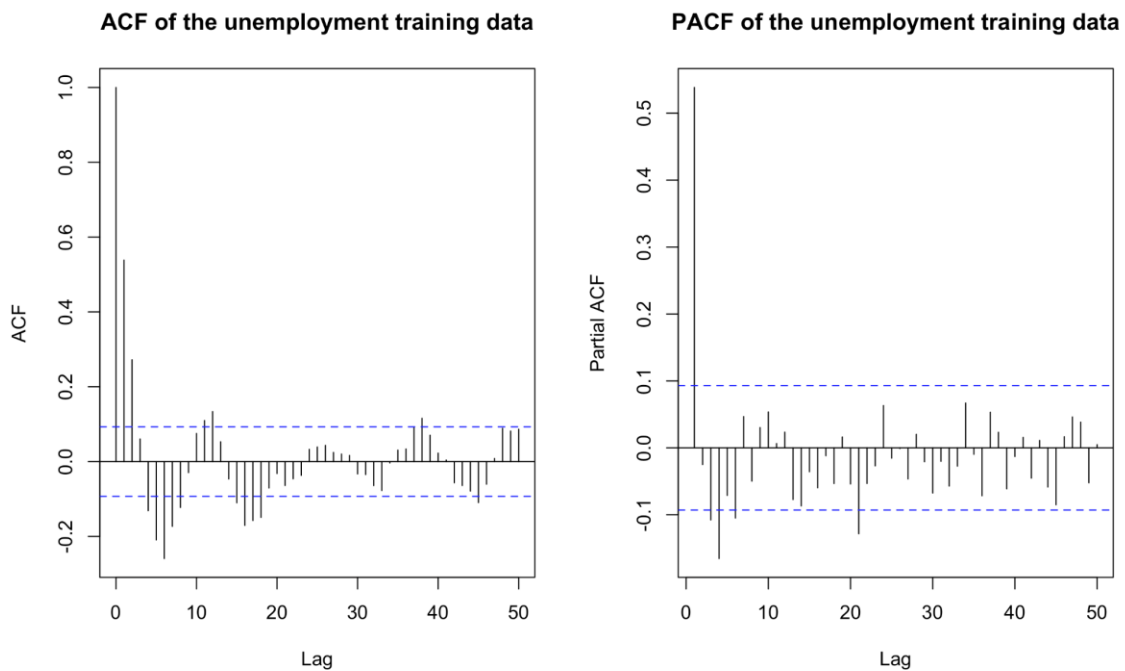 ACF of the unemployment training data
ACF
1.0
0.8
0.6
0.4
0.2
0.0
-0.2
0 10 20 30 40 50
Lag
PACF of the unemployment training data
Partial ACF
0.5
0.4
0.3
0.2
0.1
0.0
-0.1
0 10 20 30 40 50
Lag